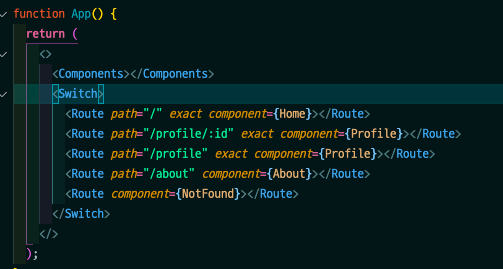 function App() {
return (
<>
<Components></Components>
<Switch>
<Route path="/" exact component={Home}></Route>
<Route path="/profile/:id" exact component={Profile}></Route>
<Route path="/profile" exact component={Profile}></Route>
<Route path="/about" component={About}></Route>
<Route component={NotFound}></Route>
</Switch>
</>
);